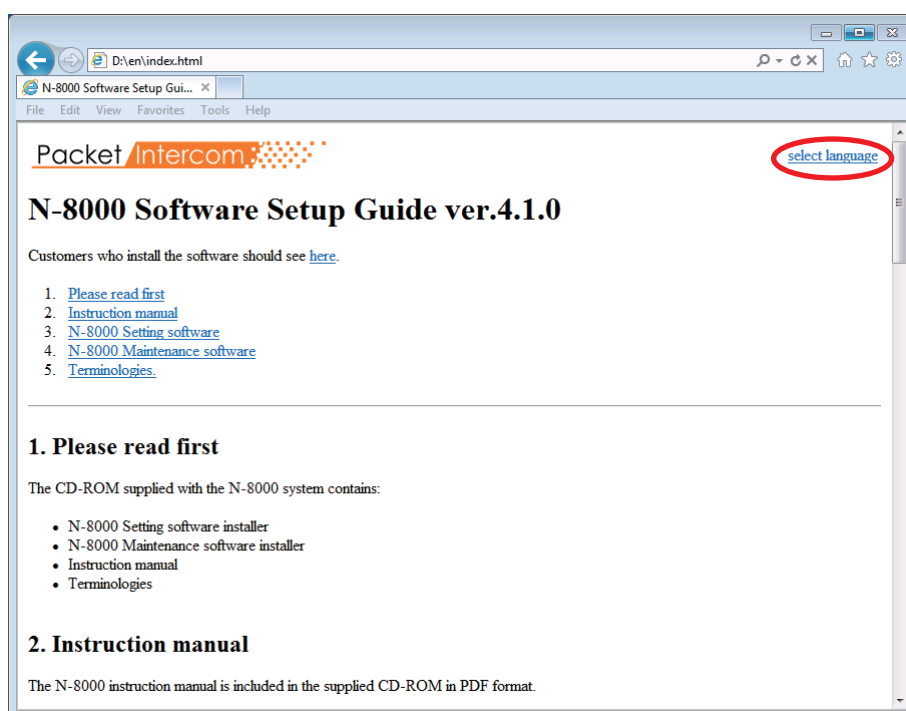 D:\en\index.html
N-8000 Software Setup Gui...
File Edit View Favorites Tools Help
Packet Intercom
select language
N-8000 Software Setup Guide ver.4.1.0
Customers who install the software should see here.
1. Please read first
2. Instruction manual
3. N-8000 Setting software
4. N-8000 Maintenance software
5. Terminologies.
1. Please read first
The CD-ROM supplied with the N-8000 system contains:
• N-8000 Setting software installer
• N-8000 Maintenance software installer
• Instruction manual
• Terminologies
2. Instruction manual
The N-8000 instruction manual is included in the supplied CD-ROM in PDF format.